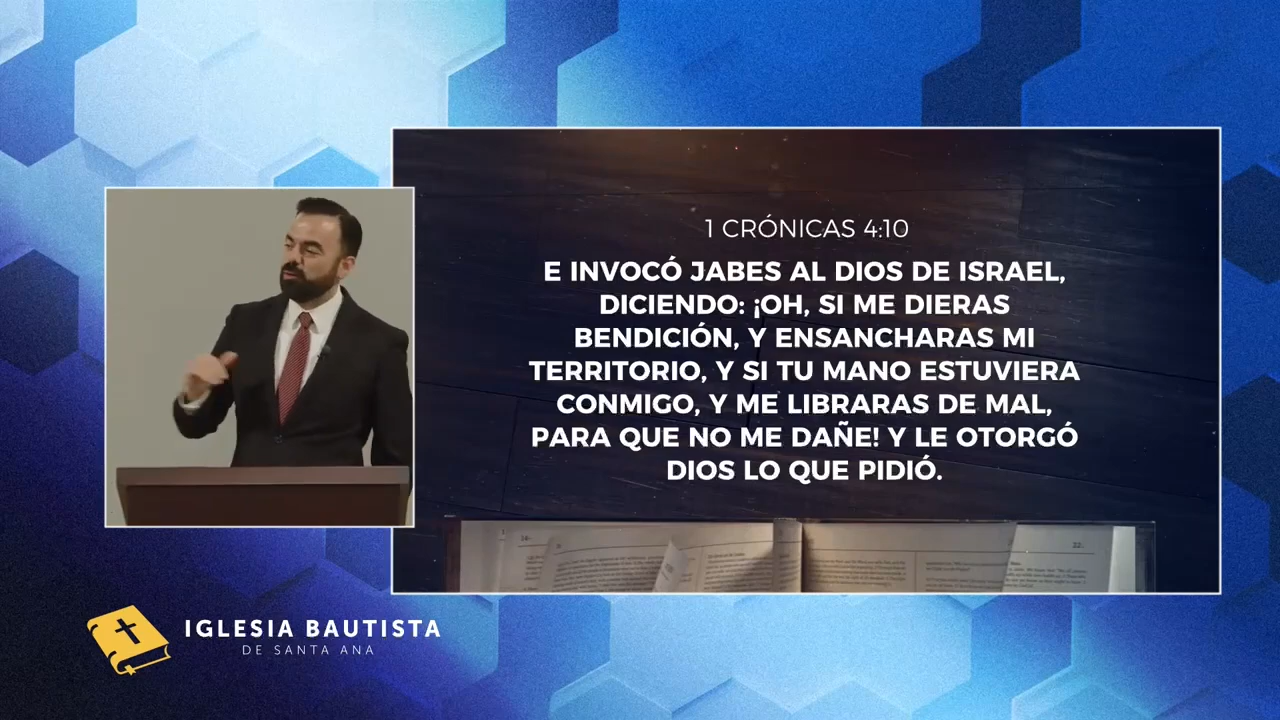 1 CRÓNICAS 4:10
E INVOCÓ JABES AL DIOS DE ISRAEL,
DICIENDO: ¡OH, SI ME DIERAS
BENDICIÓN, Y ENSANCHARAS MI
TERRITORIO, Y SI TU MANO ESTUVIERA
CONMIGO, Y ME LIBRARAS DE MAL,
PARA QUE NO ME DAÑE! Y LE OTORGÓ
DIOS LO QUE PIDIÓ.
IGLESIA BAUTISTA
DE SANTA ANA